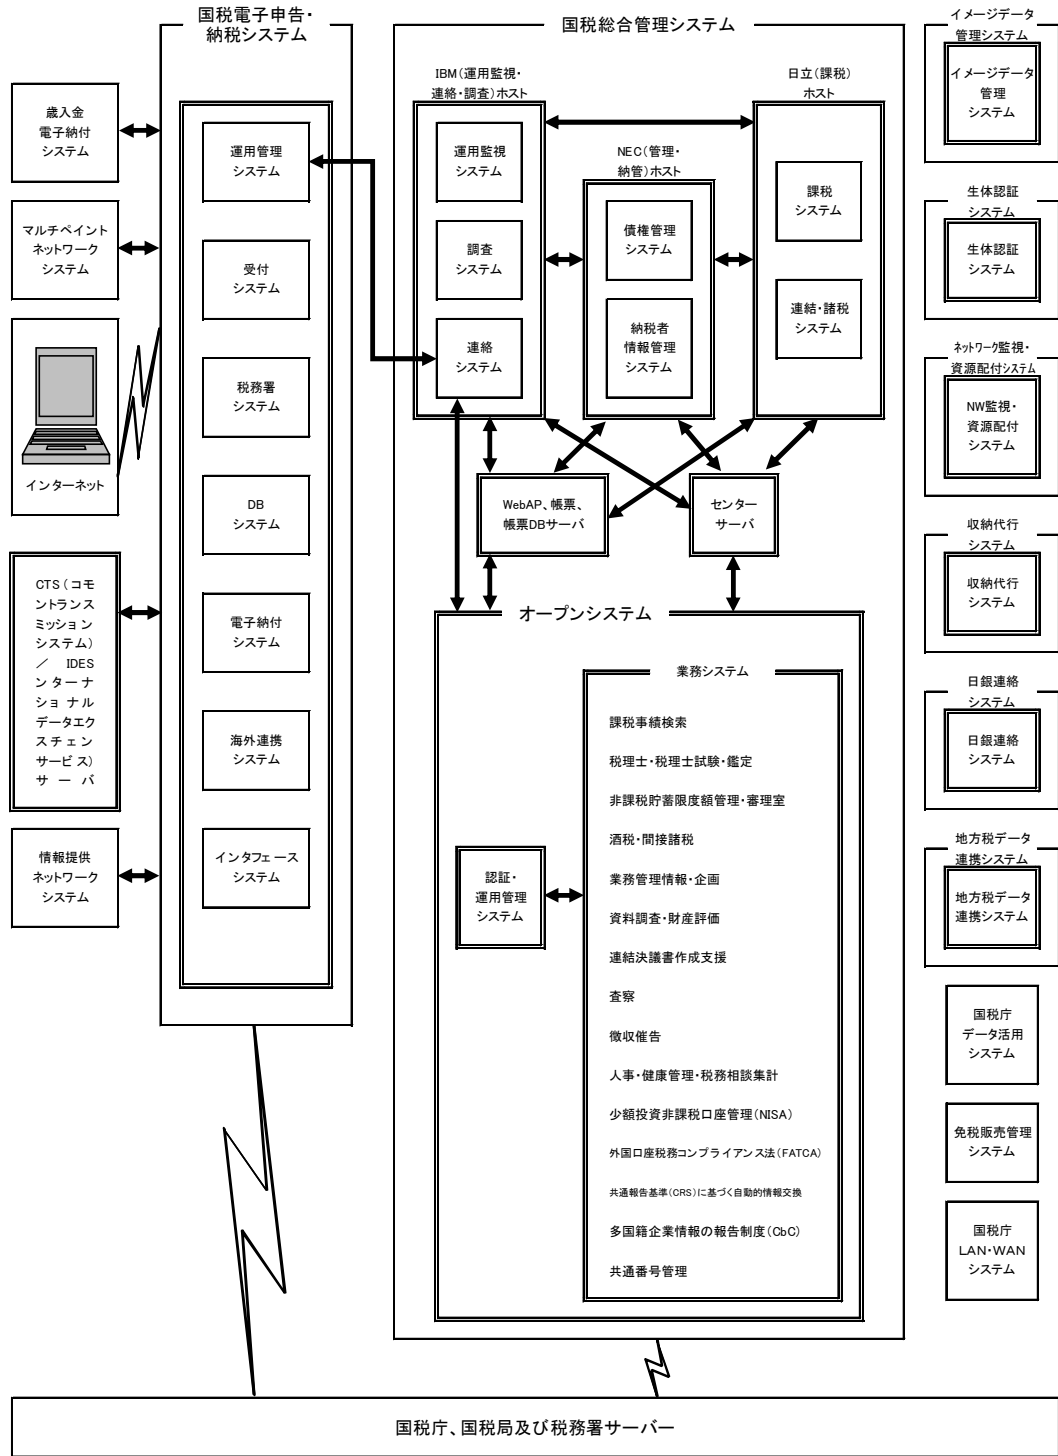 国税電子申告・
納税システム
歳入金
電子納付
システム
マルチペイント
ネットワーク
システム
インターネット
CTS(コモ
ントランス
ミッション
システム)
／ IDES
ンターナ
ショナル
データエク
スチェン
サービス)
サーバ
情報提供
ネットワーク
システム
運用管理
システム
受付
システム
税務署
システム
DB
システム
電子納付
システム
海外連携
システム
インタフェース
システム
国税総合管理システム
IBM(運用監視・
連絡・調査)ホスト
運用監視
システム
調査
システム
連絡
システム
NEC(管理・
納管)ホスト
債権管理
システム
納税者
情報管理
システム
日立(課税)
ホスト
課税
システム
連結・諸税
システム
WebAP、帳票、
帳票DBサーバ
センター
サーバ
オープンシステム
認証・
運用管理
システム
業務システム
課税事績検索
税理士・税理士試験・鑑定
非課税貯蓄限度額管理・審理室
酒税・間接諸税
業務管理情報・企画
資料調査・財産評価
連結決議書作成支援
査察
徴収催告
人事・健康管理・税務相談集計
少額投資非課税口座管理(NISA)
外国口座税務コンプライアンス法(FATCA)
共通報告基準(CRS)に基づく自動的情報交換
多国籍企業情報の報告制度(CbC)
共通番号管理
イメージデータ
管理システム
イメージデータ
管理
システム
生体認証
システム
生体認証
システム
ネットワーク監視・
資源配付システム
NW監視・
資源配付
システム
収納代行
システム
収納代行
システム
日銀連絡
システム
日銀連絡
システム
地方税データ
連携システム
地方税データ
連携システム
国税庁
データ活用
システム
免税販売管理
システム
国税庁
LAN・WAN
システム
国税庁、国税局及び税務署サーバー